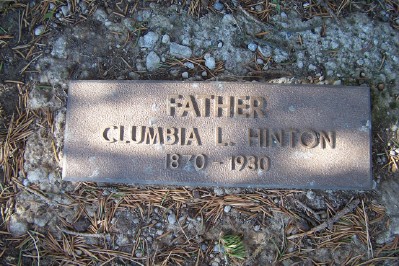 FATHER
CLUMBIA L. HINTON
1870 - 1930